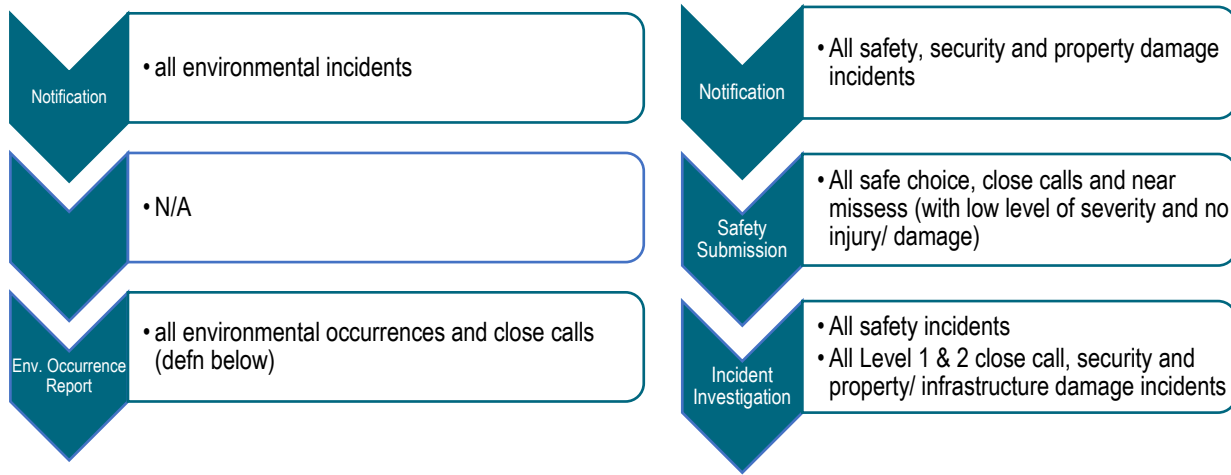 Notification
• all environmental incidents
• N/A
Env. Occurrence
Report
• all environmental occurrences and close calls
(defn below)
Notification
• All safety, security and property damage
incidents
Safety
Submission
• All safe choice, close calls and near
missess (with low level of severity and no
injury/ damage)
Incident
Investigation
• All safety incidents
• All Level 1 & 2 close call, security and
property/ infrastructure damage incidents